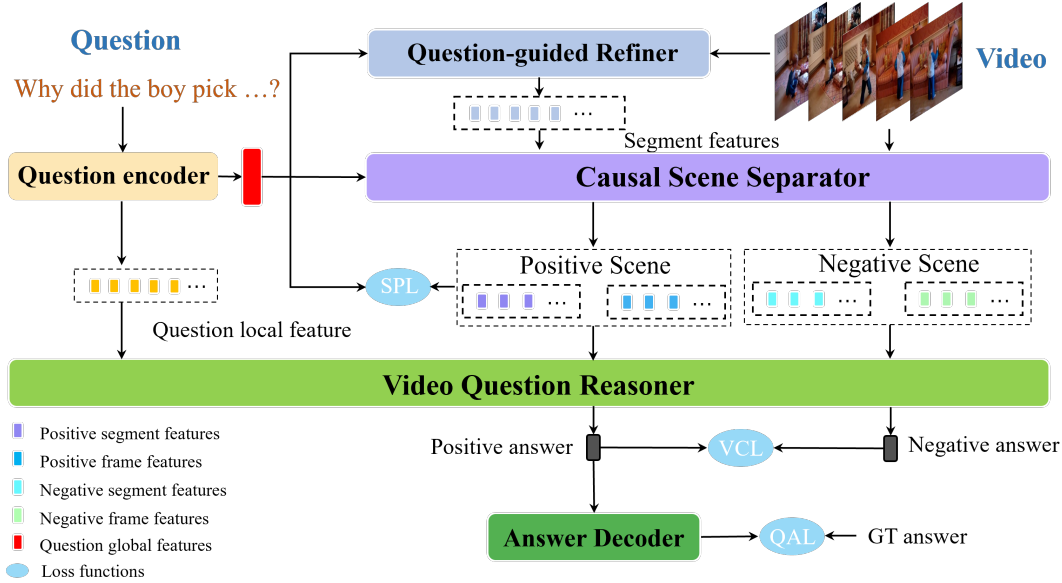 Question
Question-guided Refiner
Video
Why did the boy pick …?
...
Segment features
Question encoder
Causal Scene Separator
Positive Scene
Negative Scene
SPL
...
...
...
...
...
Question local feature
Video Question Reasoner
Positive segment features
Positive frame features
Negative segment features
Negative frame features
Question global features
Loss functions
Positive answer
VCL
Negative answer
Answer Decoder
QAL
GT answer